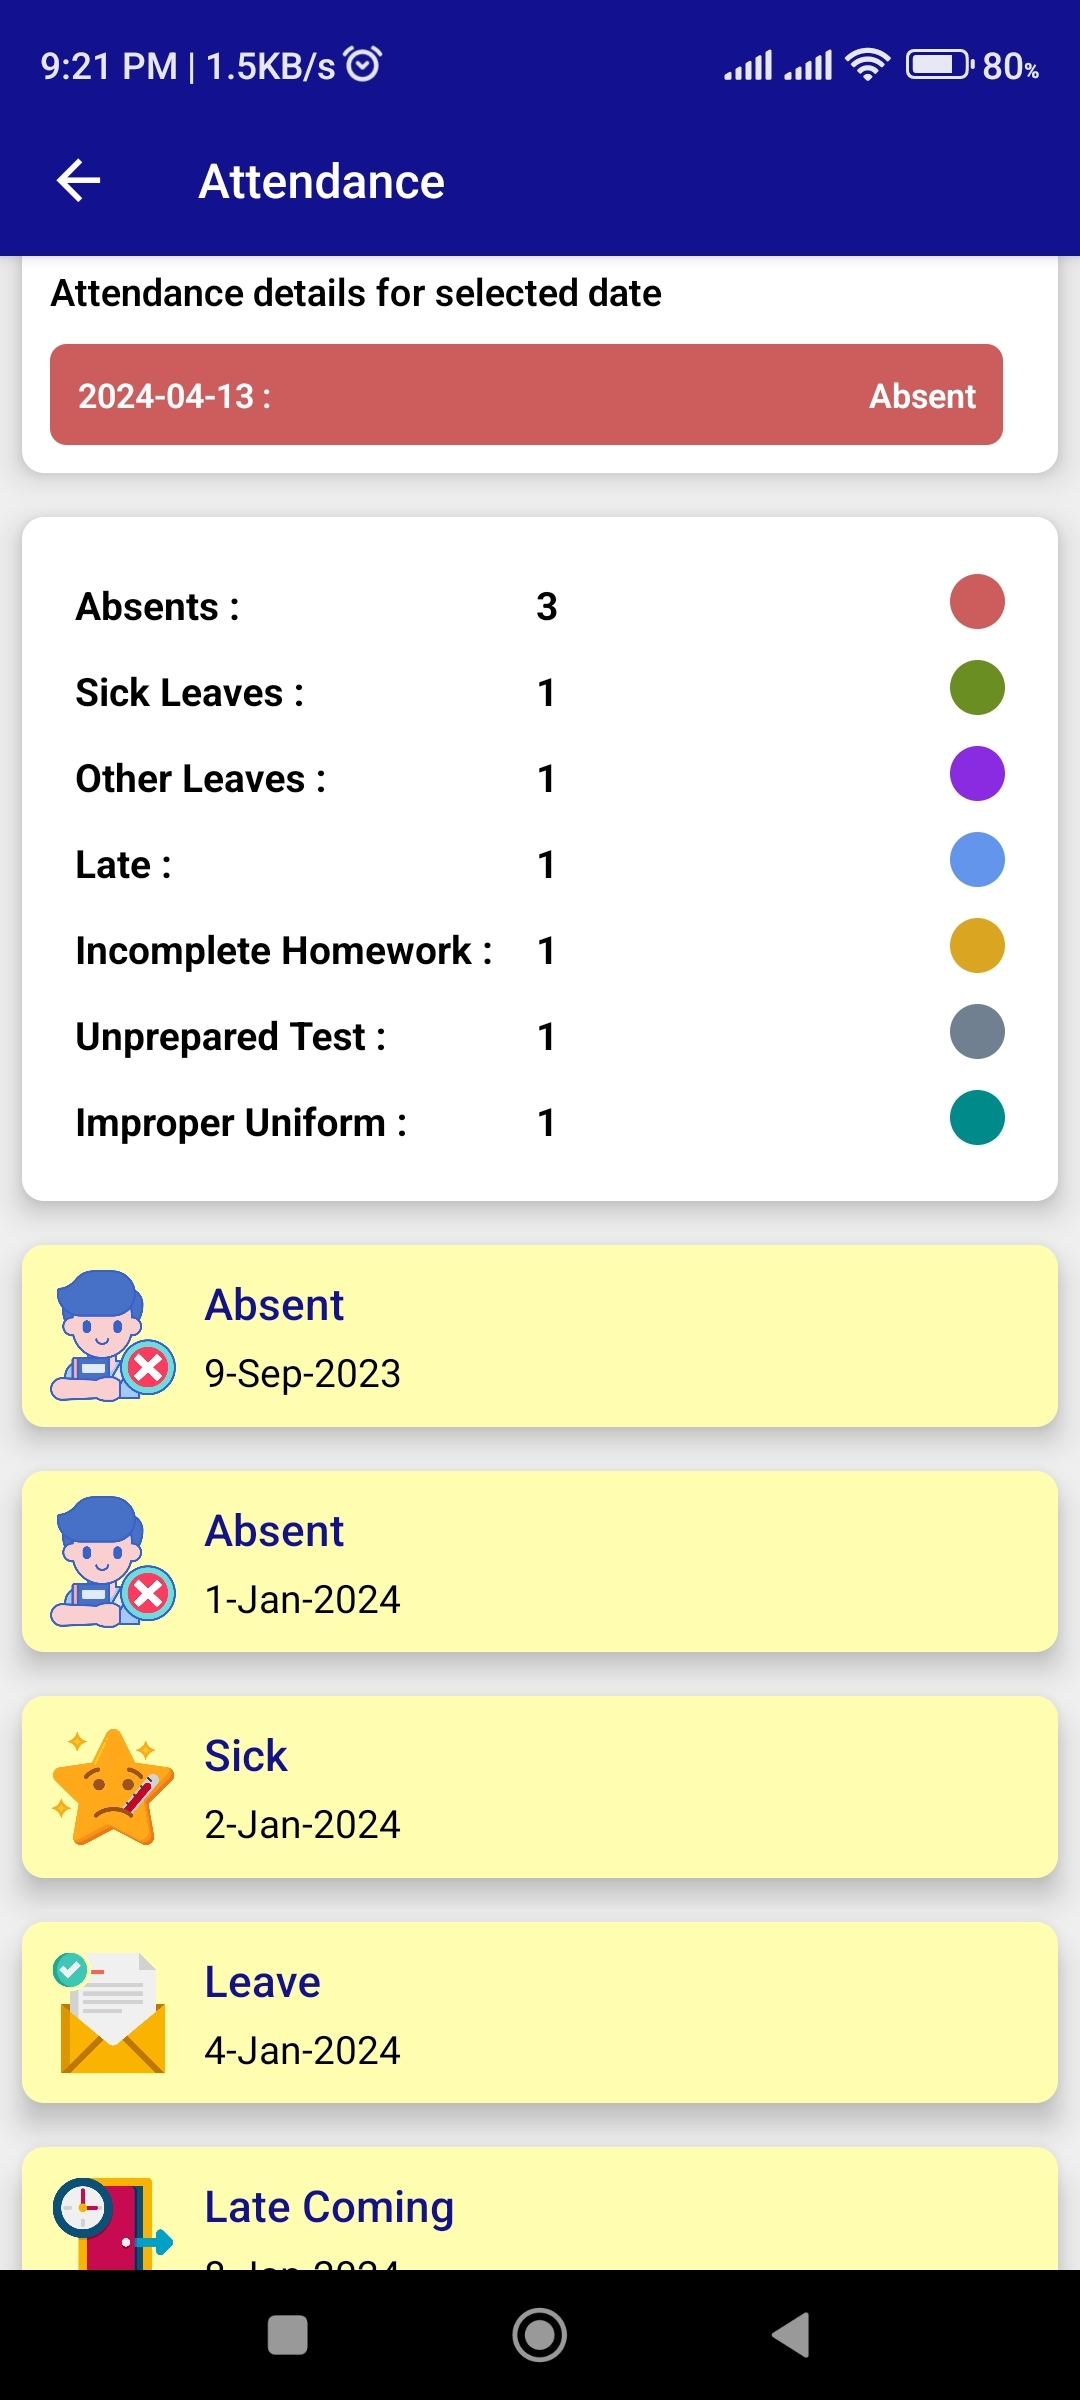 9:21 PM | 1.5KB/s 80%
Attendance
Attendance details for selected date
2024-04-13 : Absent
Absents : 3
Sick Leaves : 1
Other Leaves : 1
Late : 1
Incomplete Homework : 1
Unprepared Test : 1
Improper Uniform : 1
Absent
9-Sep-2023
Absent
1-Jan-2024
Sick
2-Jan-2024
Leave
4-Jan-2024
Late Coming